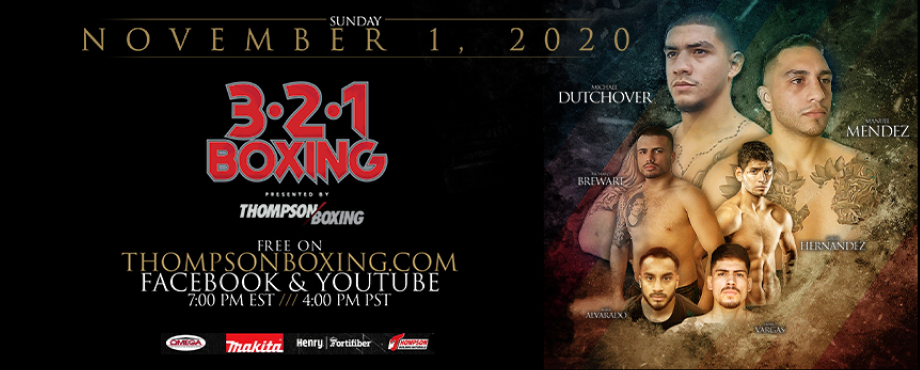 SUNDAY
NOVEMBER 1, 2020
3·2·1
BOXING
PRESENTED BY
THOMPSON/BOXING
FREE ON
THOMPSONBOXING.COM
FACEBOOK & YOUTUBE
7:00 PM EST /// 4:00 PM PST
OMEGA
Makita
Henry | Fortifiber
THOMPSON
MICHAEL
DUTCHOVER
MANUEL
MENDEZ
BREWART
HERNANDEZ
ALVARADO
VARGAS